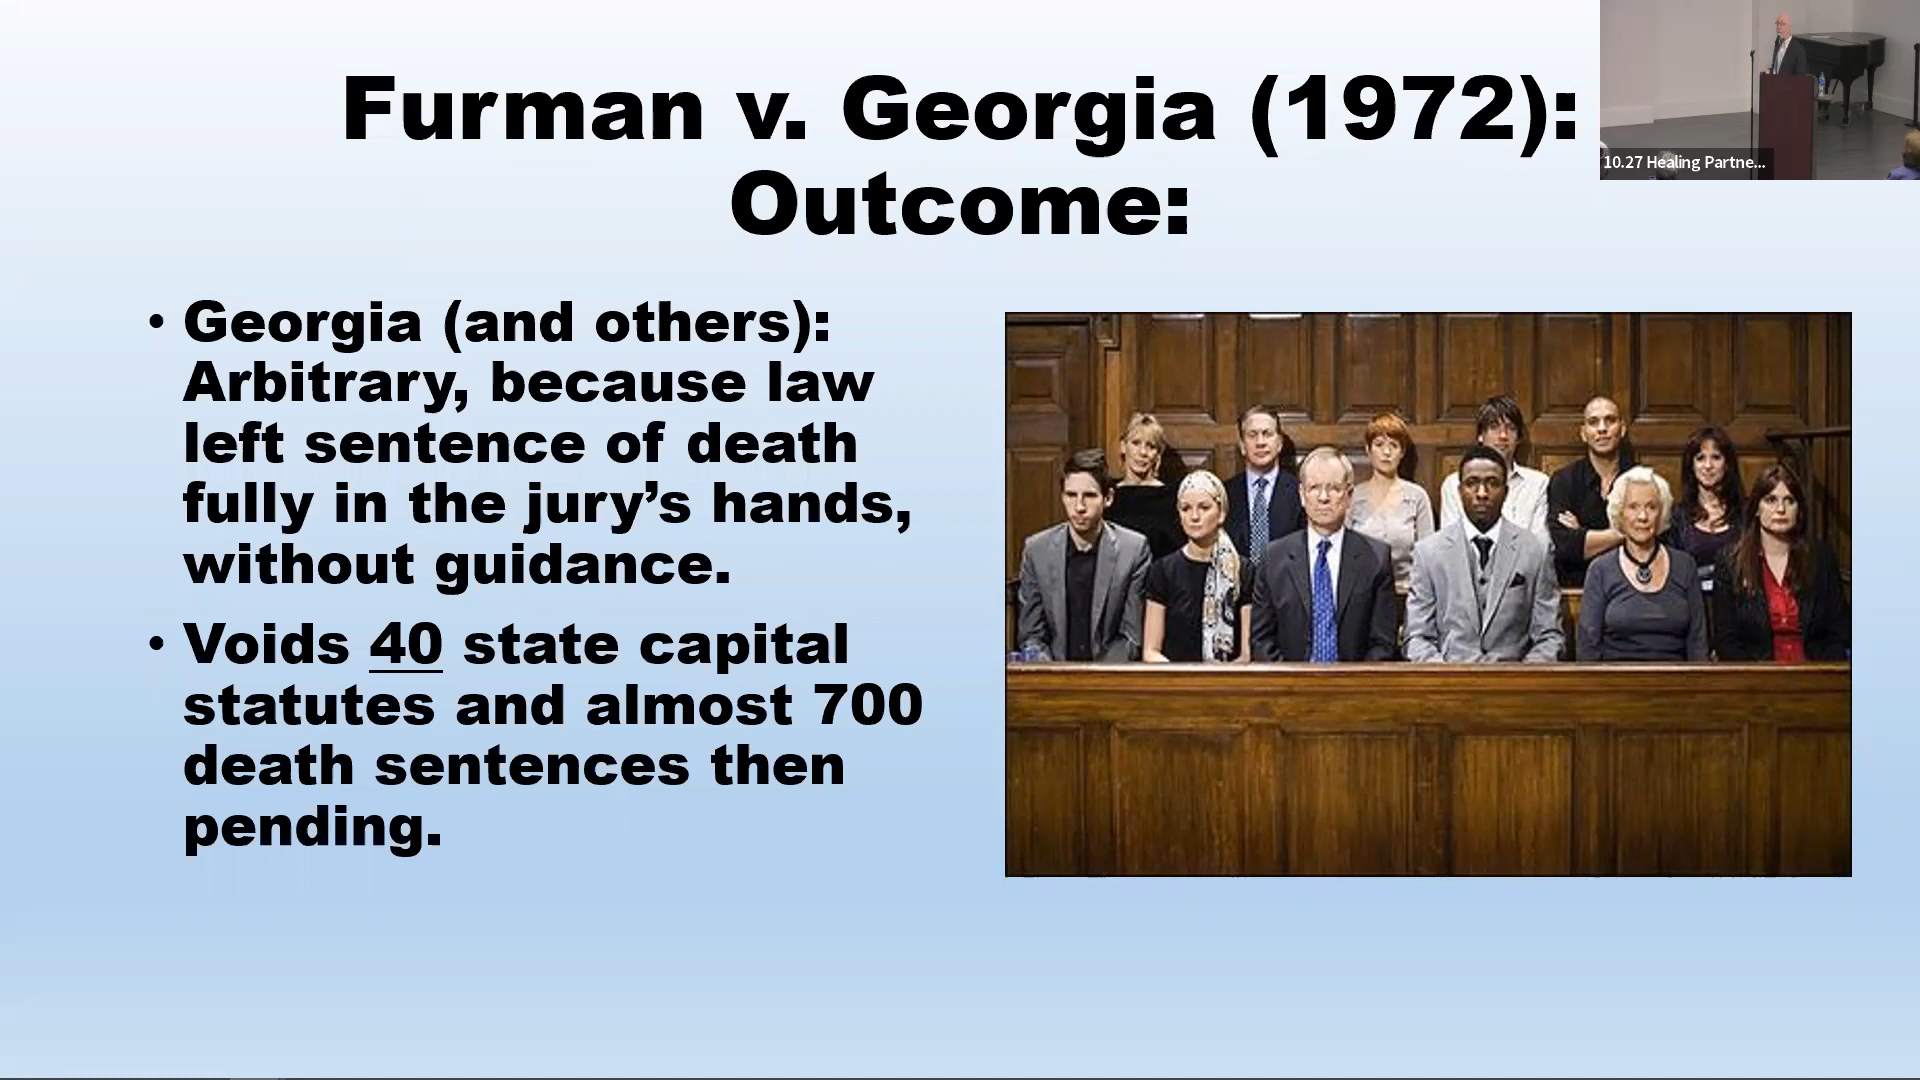 Furman v. Georgia (1972):
Outcome:
10.27 Healing Partne...
• Georgia (and others):
Arbitrary, because law
left sentence of death
fully in the jury’s hands,
without guidance.
• Voids 40 state capital
statutes and almost 700
death sentences then
pending.